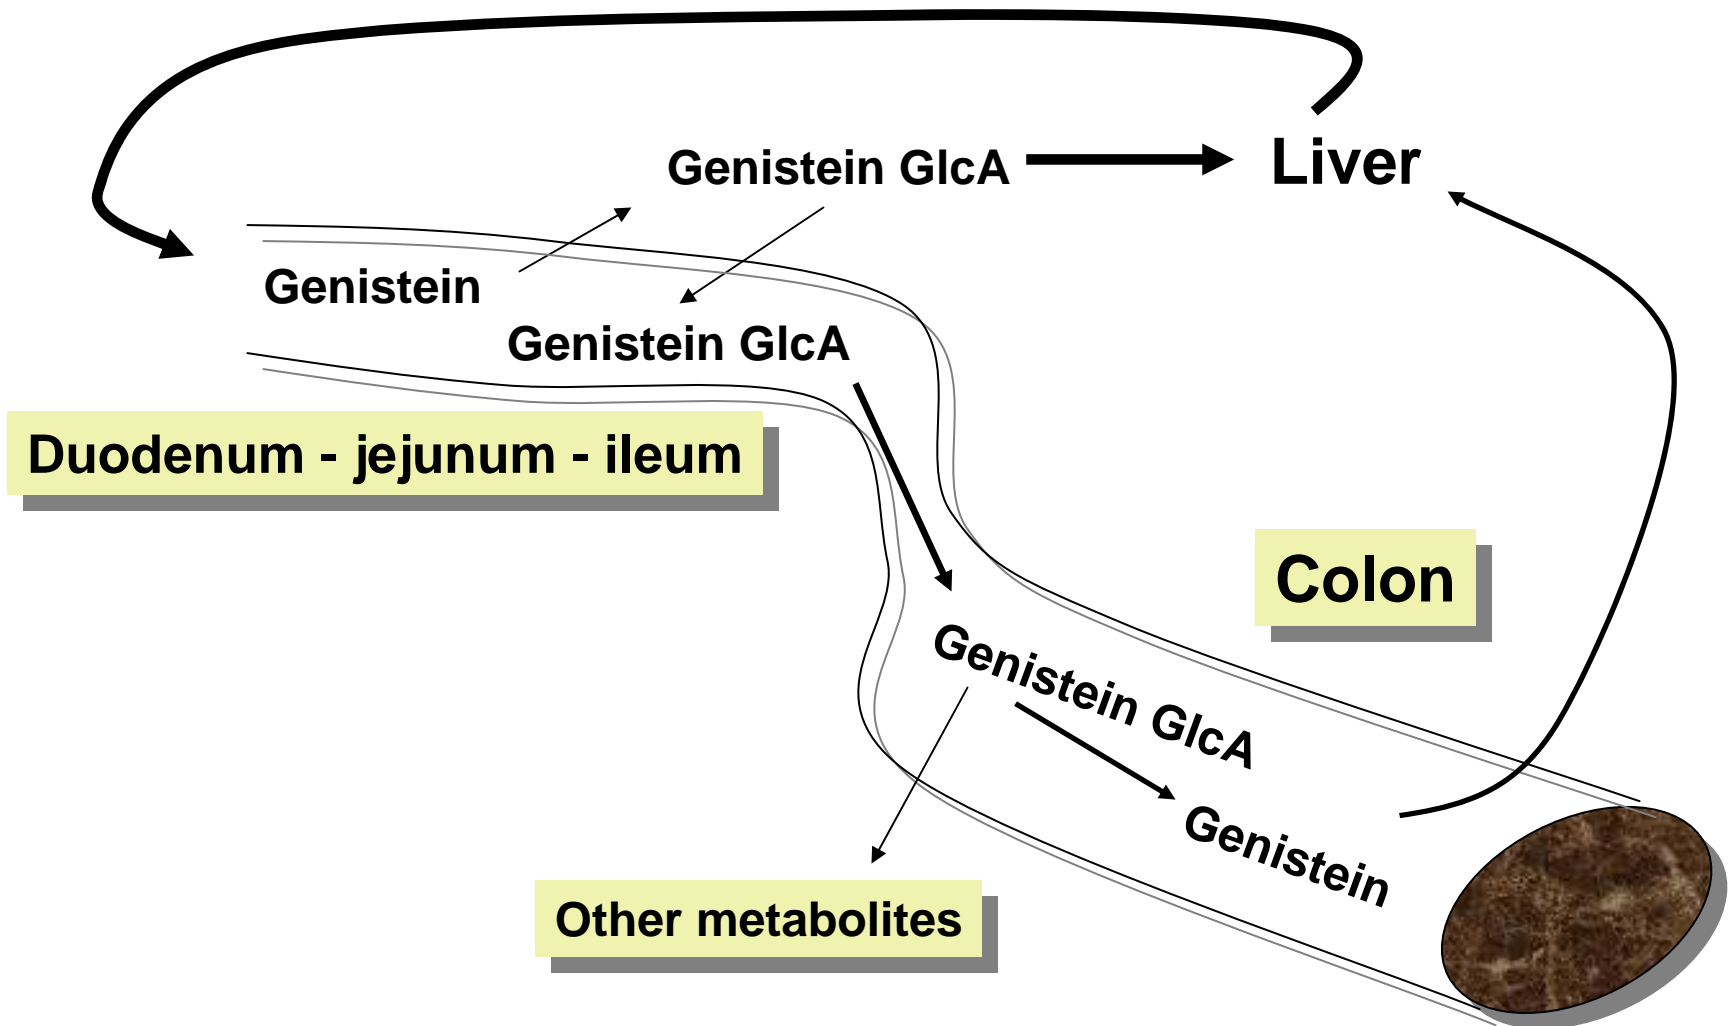 Genistein GlcA
Liver
Genistein
Genistein GlcA
Duodenum - jejunum - ileum
Colon
Genistein GlcA
Genistein
Other metabolites